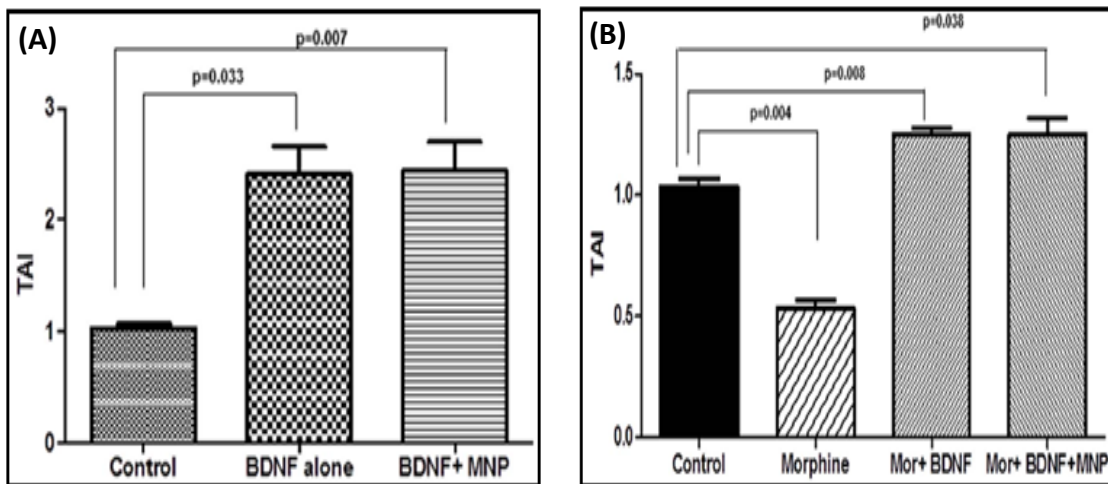 (A)
p=0.007
p=0.033
3
2
1
0
TAI
Control BDNF alone BDNF+ MNP
(B)
p=0.038
p=0.008
p=0.004
1.5
1.0
0.5
0.0
TAI
Control Morphine Mor+ BDNF Mor+ BDNF+MNP